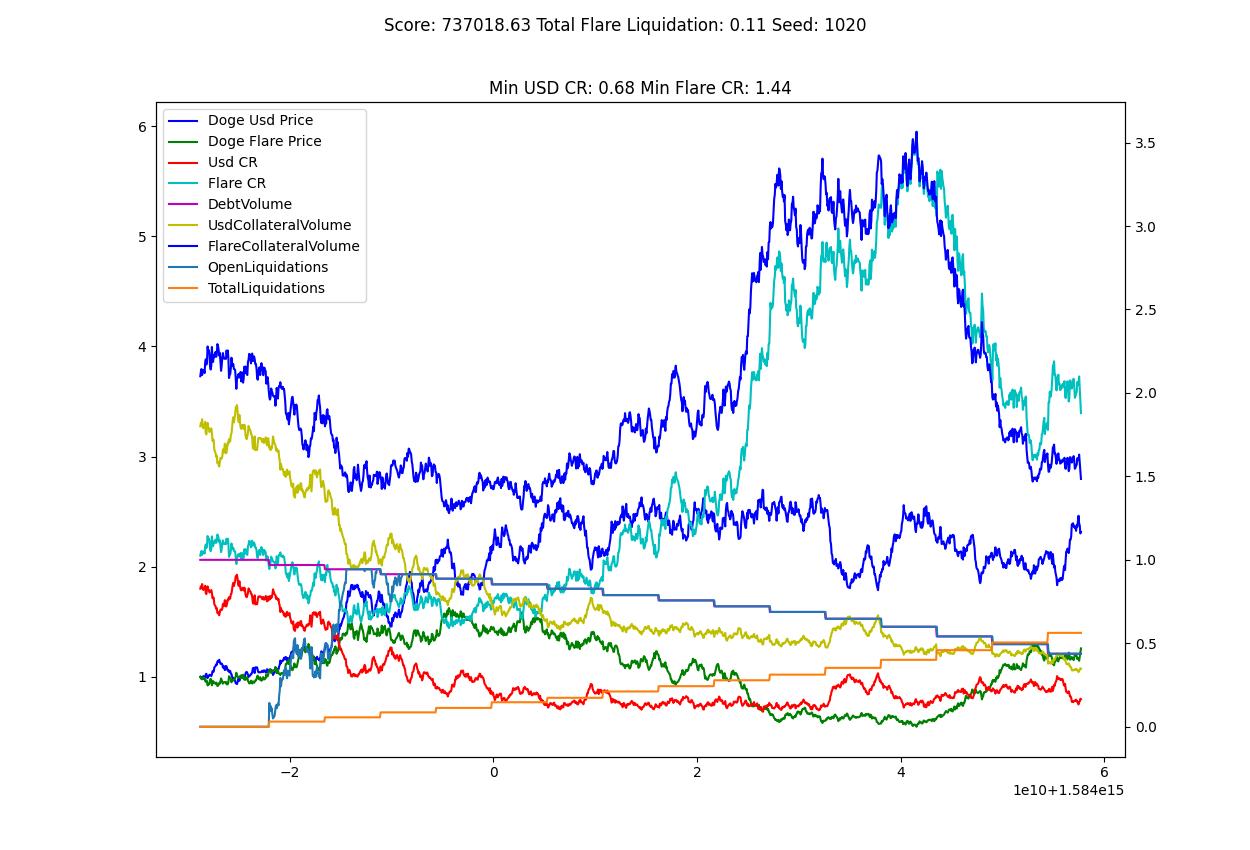 Score: 737018.63 Total Flare Liquidation: 0.11 Seed: 1020
Min USD CR: 0.68 Min Flare CR: 1.44
Doge Usd Price
Doge Flare Price
Usd CR
Flare CR
DebtVolume
UsdCollateralVolume
FlareCollateralVolume
OpenLiquidations
TotalLiquidations
6
5
4
3
2
1
3.5
3.0
2.5
2.0
1.5
1.0
0.5
0.0
−2 0 2 4 6
1e10+1.584e15